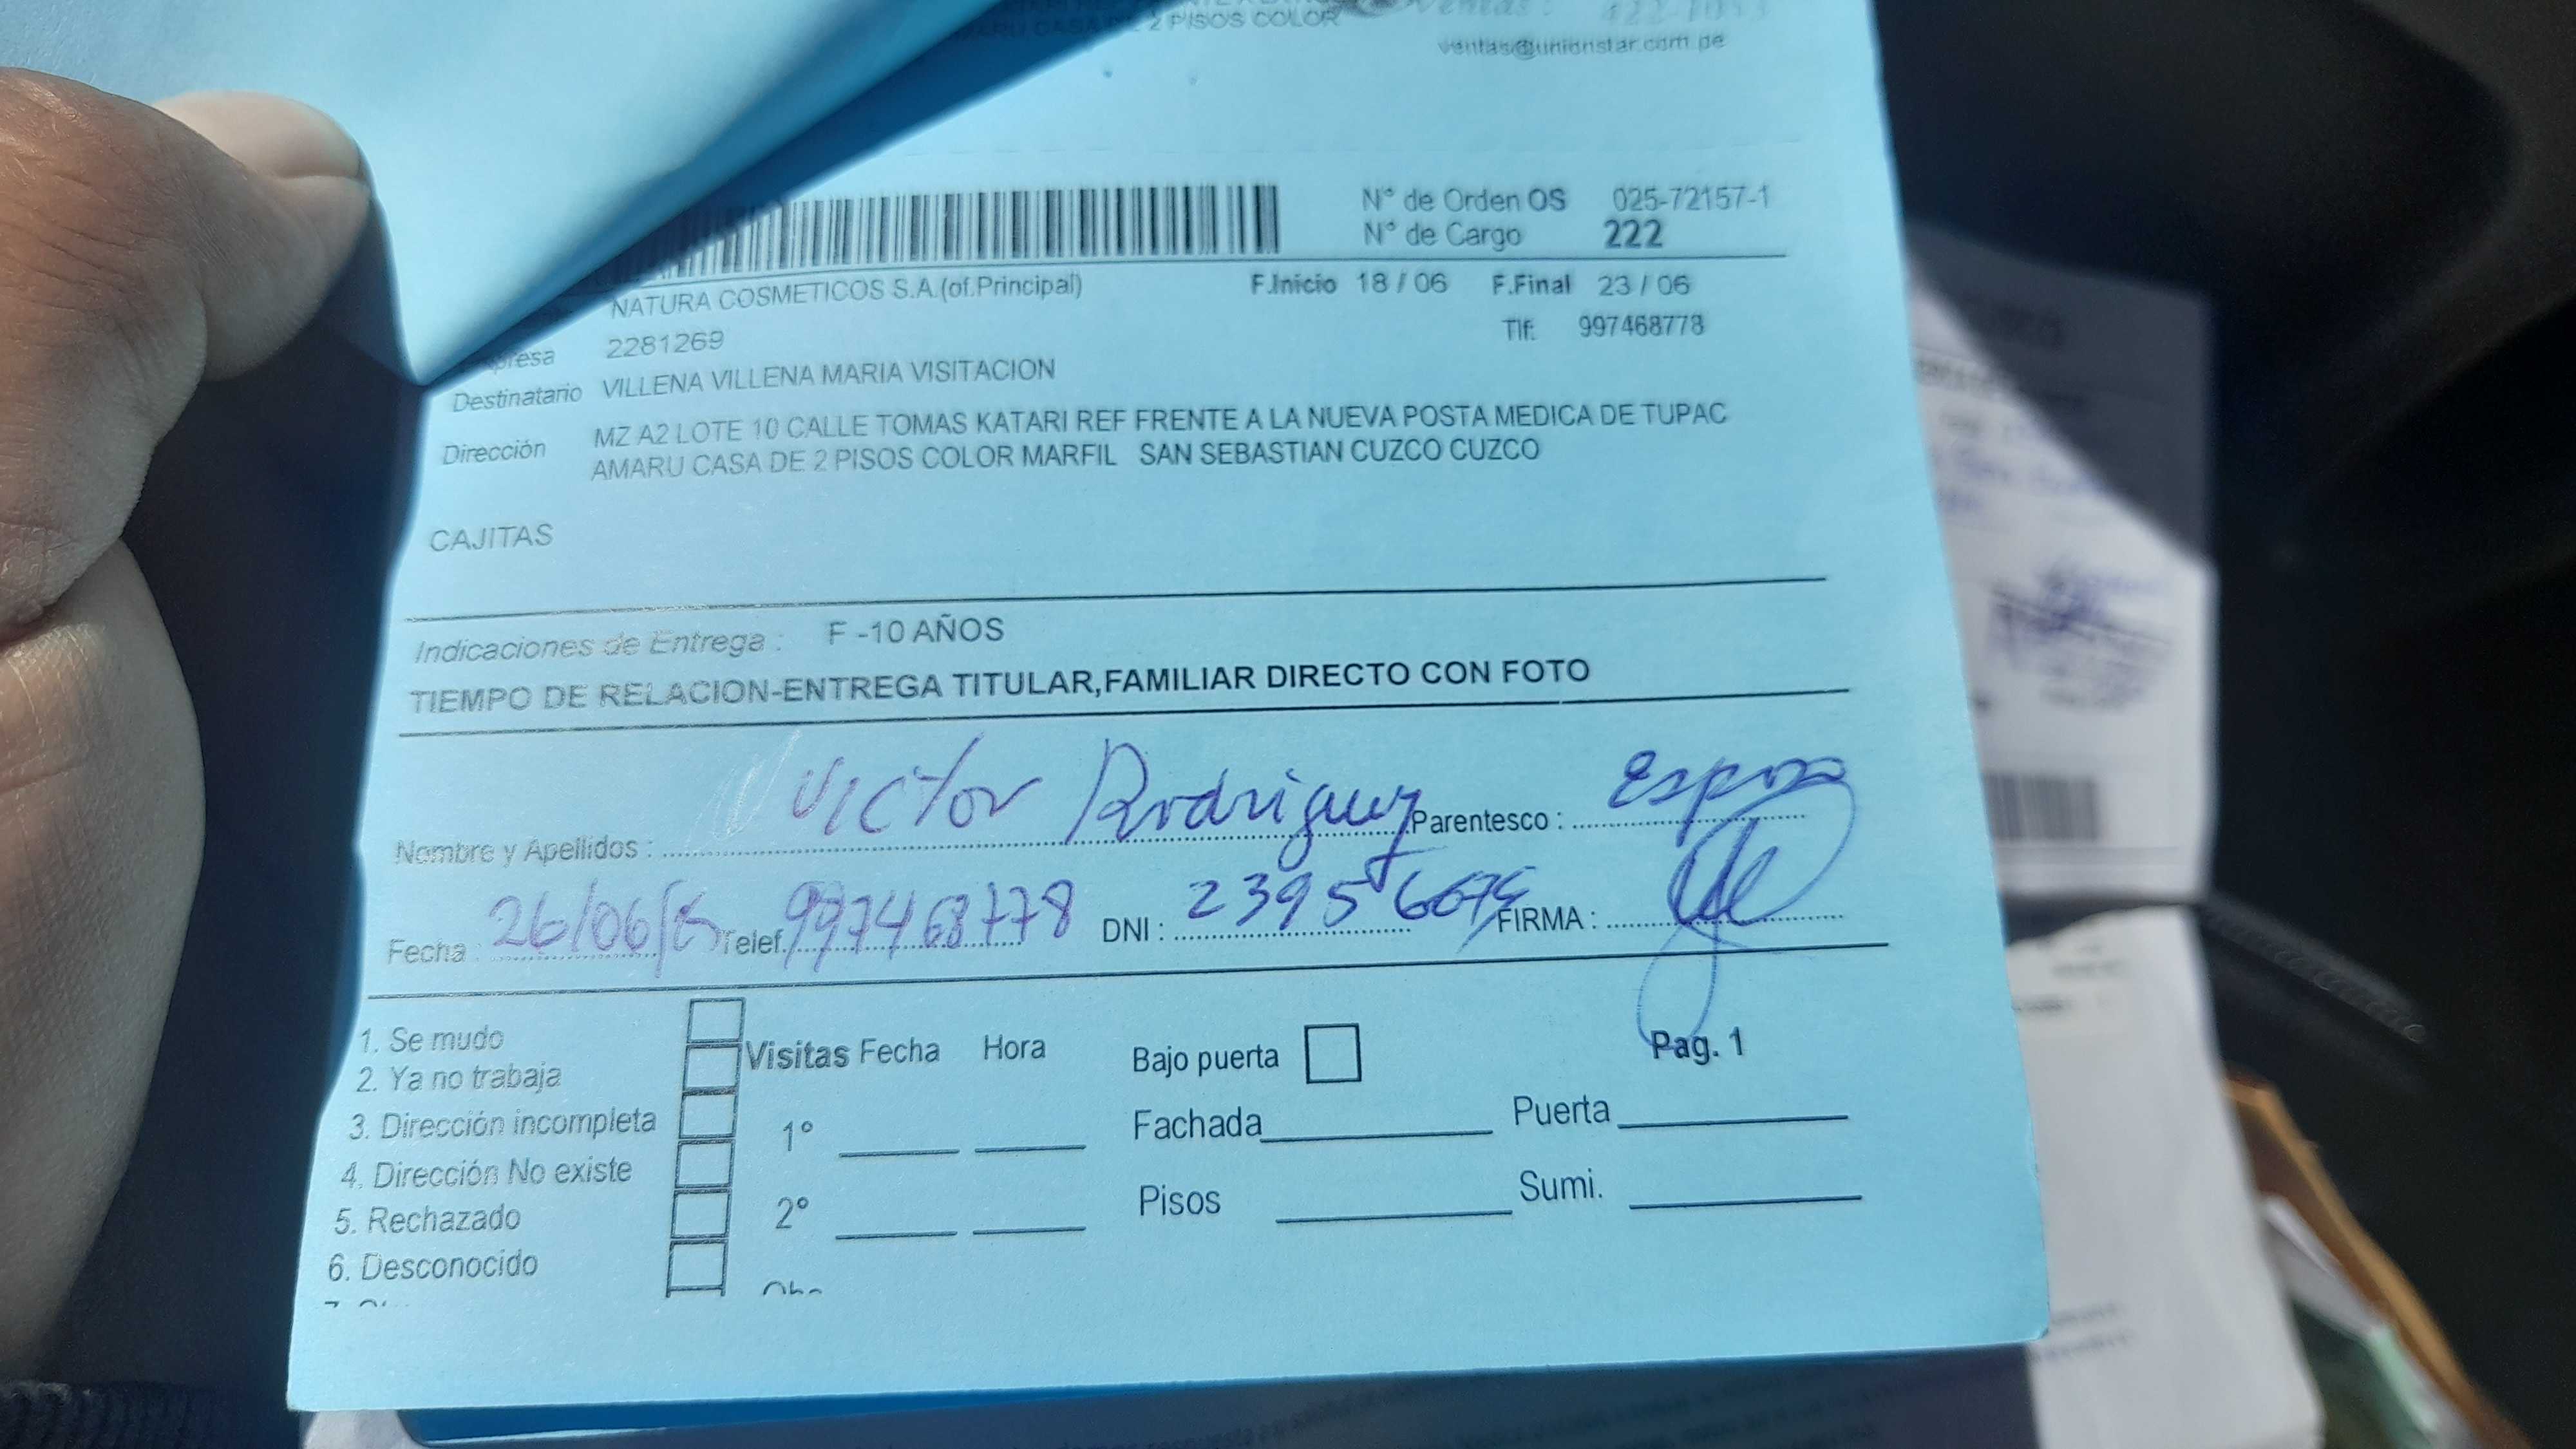 2 PISOS COLOR
ventas@unionstar.com.pe
N° de Orden OS 025-72157-1
N° de Cargo 222
NATURA COSMETICOS S.A.(of.Principal) F.Inicio 18 / 06 F.Final 23 / 06
2281269 Tlf: 997468778
Destinatario VILLENA VILLENA MARIA VISITACION
Dirección MZ A2 LOTE 10 CALLE TOMAS KATARI REF FRENTE A LA NUEVA POSTA MEDICA DE TUPAC
AMARU CASA DE 2 PISOS COLOR MARFIL SAN SEBASTIAN CUZCO CUZCO
CAJITAS
Indicaciones de Entrega : F -10 AÑOS
TIEMPO DE RELACION-ENTREGA TITULAR,FAMILIAR DIRECTO CON FOTO
Nombre y Apellidos : Victor Rodriguez Parentesco : Esposo
Fecha : 26/06/ Telef. 997468778 DNI : FIRMA :
1. Se mudo
2. Ya no trabaja
3. Dirección incompleta
4. Dirección No existe
5. Rechazado
6. Desconocido
Visitas Fecha Hora
1°
2°
Bajo puerta Pag. 1
Fachada Puerta
Pisos Sumi.